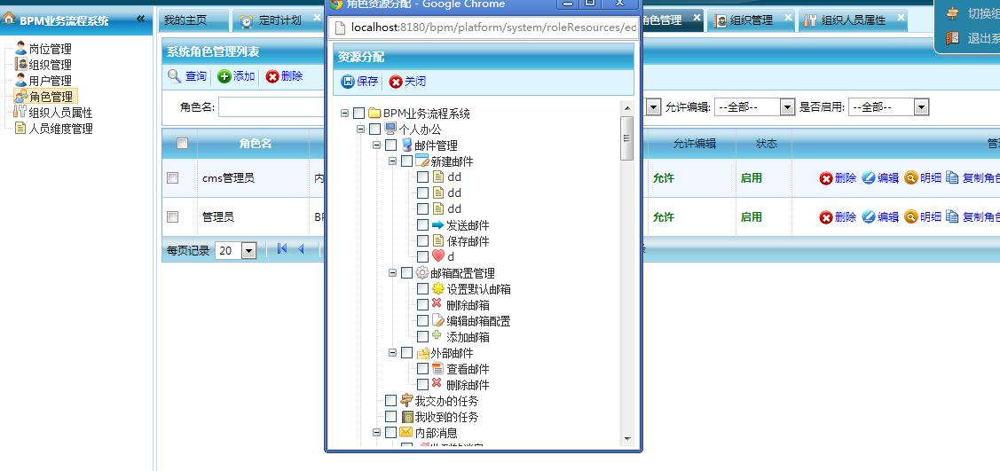 BPM业务流程系统
岗位管理
组织管理
用户管理
角色管理
组织人员属性
人员维度管理
我的主页
定时计划
角色管理
组织管理
组织人员属性
切换组
退出系
系统角色管理列表
查询 添加 删除
角色名:
允许编辑: --全部-- 是否启用: --全部--
角色名 允许编辑 状态 管
cms管理员 内 允许 启用 删除 编辑 明细 复制角色
管理员 BP 允许 启用 删除 编辑 明细 复制角色
每页记录 20
角色资源分配 - Google Chrome
localhost:8180/bpm/platform/system/roleResources/ed
资源分配
保存 关闭
BPM业务流程系统
个人办公
邮件管理
新建邮件
dd
dd
dd
发送邮件
保存邮件
d
邮箱配置管理
设置默认邮箱
删除邮箱
编辑邮箱配置
添加邮箱
外部邮件
查看邮件
删除邮件
我交办的任务
我收到的任务
内部消息